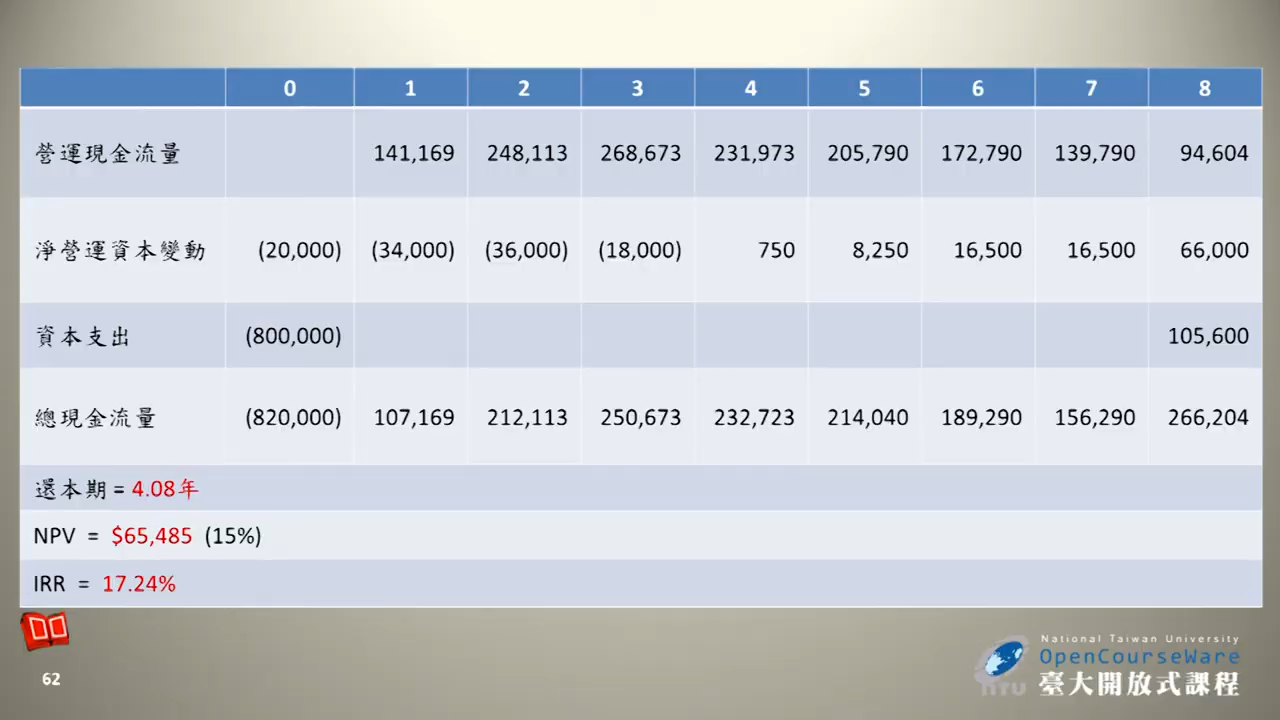 0 1 2 3 4 5 6 7 8
營運現金流量 141,169 248,113 268,673 231,973 205,790 172,790 139,790 94,604
淨營運資本變動 (20,000) (34,000) (36,000) (18,000) 750 8,250 16,500 16,500 66,000
資本支出 (800,000) 105,600
總現金流量 (820,000) 107,169 212,113 250,673 232,723 214,040 189,290 156,290 266,204
還本期 = 4.08年
NPV = $65,485 (15%)
IRR = 17.24%
62
National Taiwan University
OpenCourseWare
臺大開放式課程
NTU